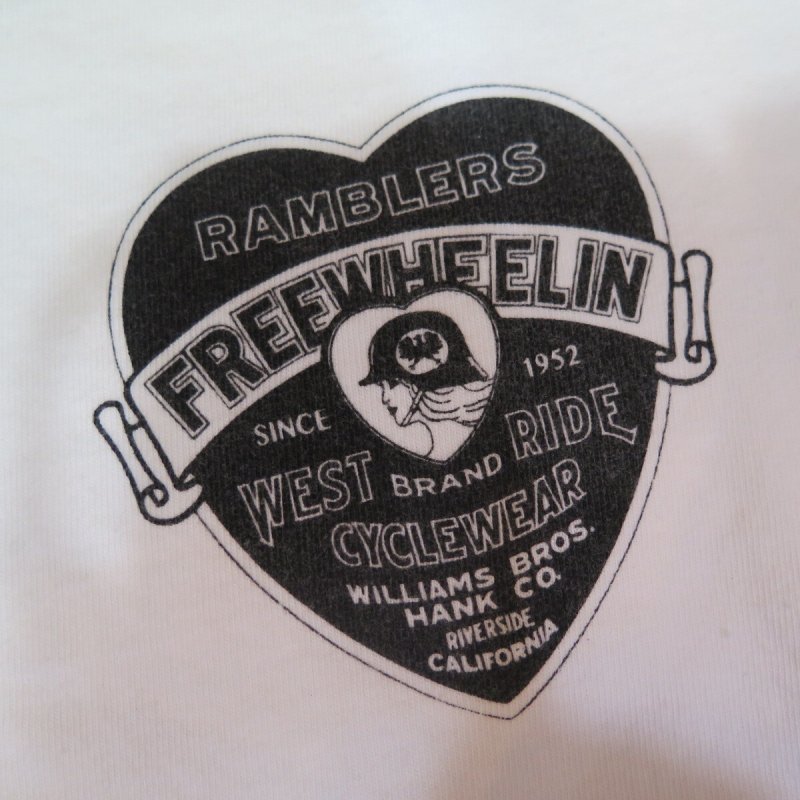 RAMBLERS
FREEWHEELIN
SINCE 1952
WEST BRAND RIDE
CYCLEWEAR
WILLIAMS BROS.
HANK CO.
RIVERSIDE
CALIFORNIA